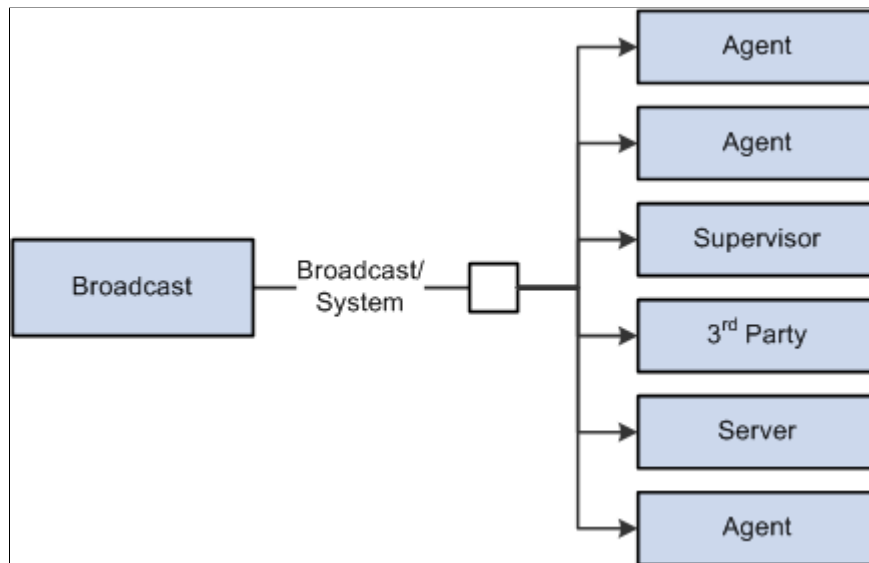 Agent
Agent
Supervisor
Broadcast
Broadcast/
System
3rd Party
Server
Agent